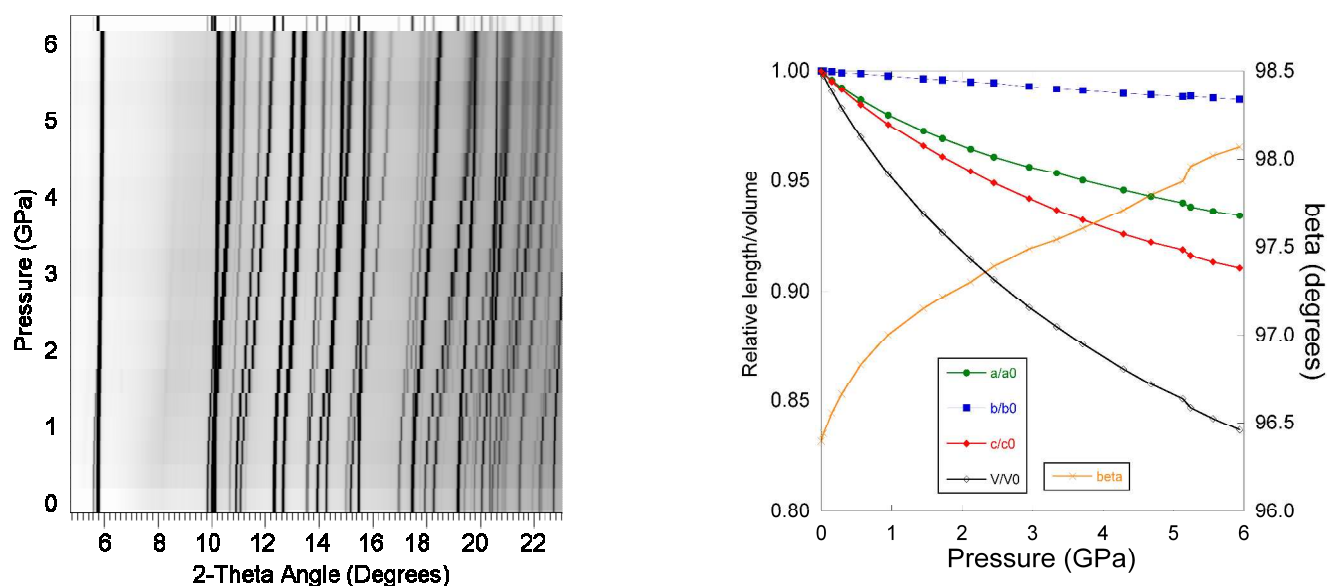 6
5
4
3
2
1
0
Pressure (GPa)
6 8 10 12 14 16 18 20 22
2-Theta Angle (Degrees)
1.00
0.95
0.90
0.85
0.80
Relative length/volume
98.5
98.0
97.5
97.0
96.5
96.0
beta (degrees)
a/a0
b/b0
c/c0
V/V0
beta
0 1 2 3 4 5 6
Pressure (GPa)